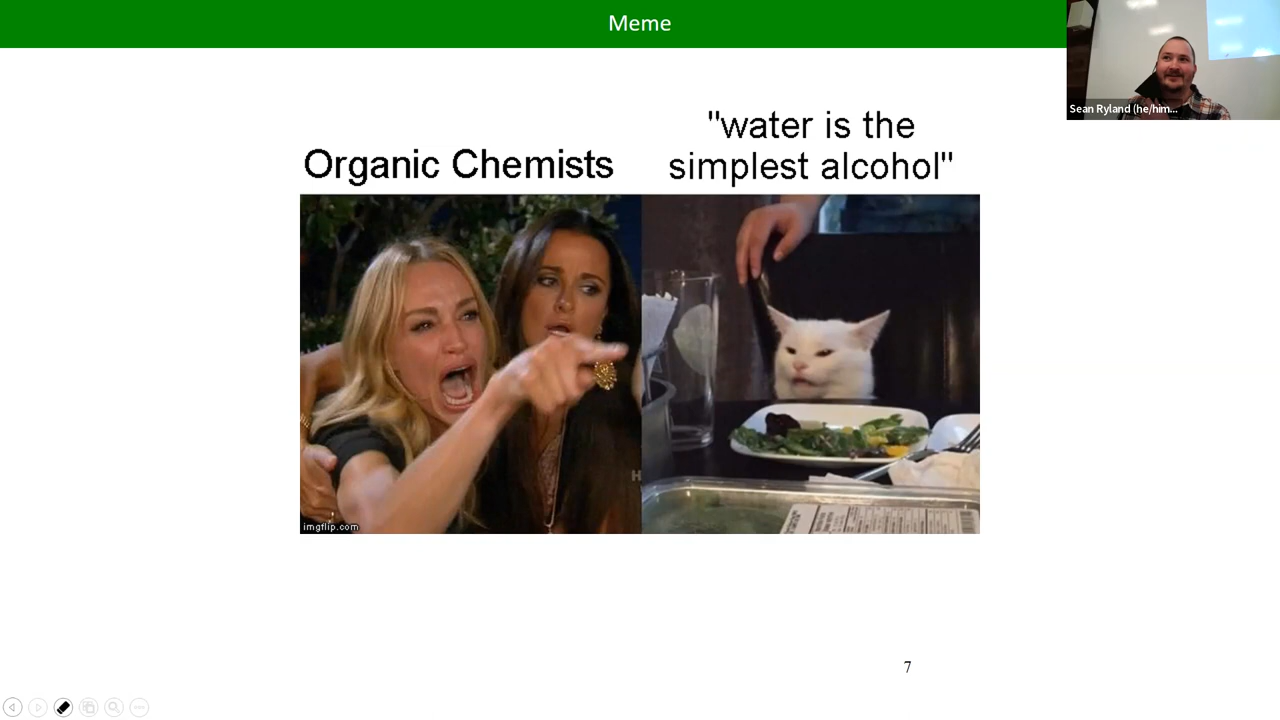 Meme
Sean Ryland (he/him...
"water is the
simplest alcohol"
Organic Chemists
imgflip.com
7